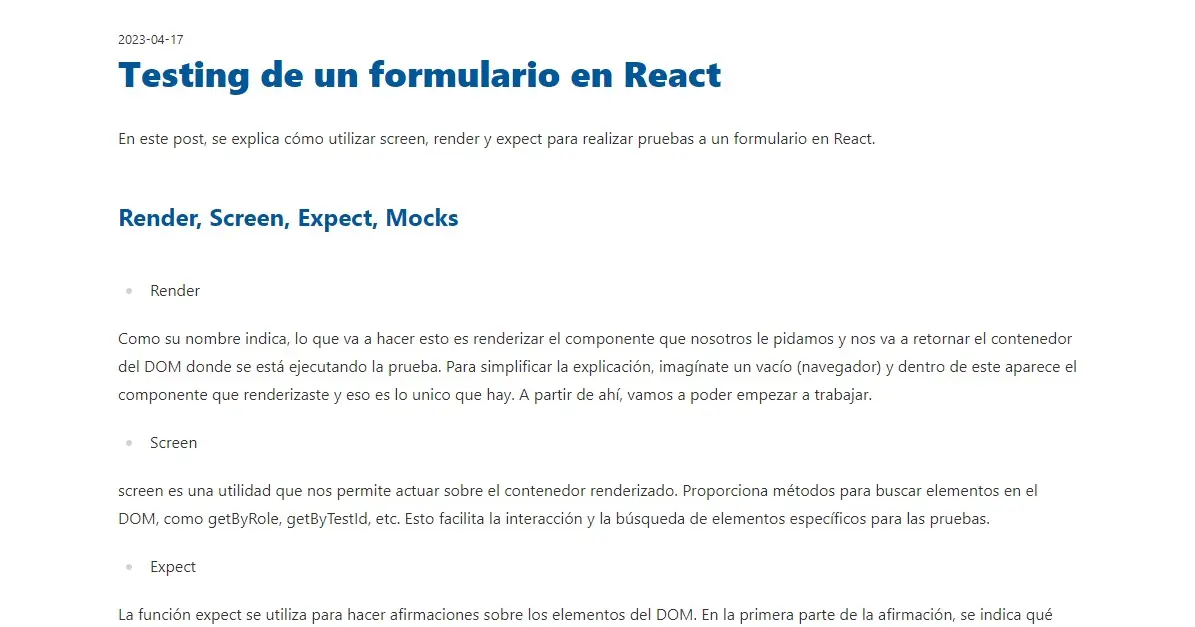 2023-04-17
Testing de un formulario en React
En este post, se explica cómo utilizar screen, render y expect para realizar pruebas a un formulario en React.
Render, Screen, Expect, Mocks
Render
Como su nombre indica, lo que va a hacer esto es renderizar el componente que nosotros le pidamos y nos va a retornar el contenedor
del DOM donde se está ejecutando la prueba. Para simplificar la explicación, imagínate un vacío (navegador) y dentro de este aparece el
componente que renderizaste y eso es lo unico que hay. A partir de ahí, vamos a poder empezar a trabajar.
Screen
screen es una utilidad que nos permite actuar sobre el contenedor renderizado. Proporciona métodos para buscar elementos en el
DOM, como getByRole, getByTestId, etc. Esto facilita la interacción y la búsqueda de elementos específicos para las pruebas.
Expect
La función expect se utiliza para hacer afirmaciones sobre los elementos del DOM. En la primera parte de la afirmación, se indica qué